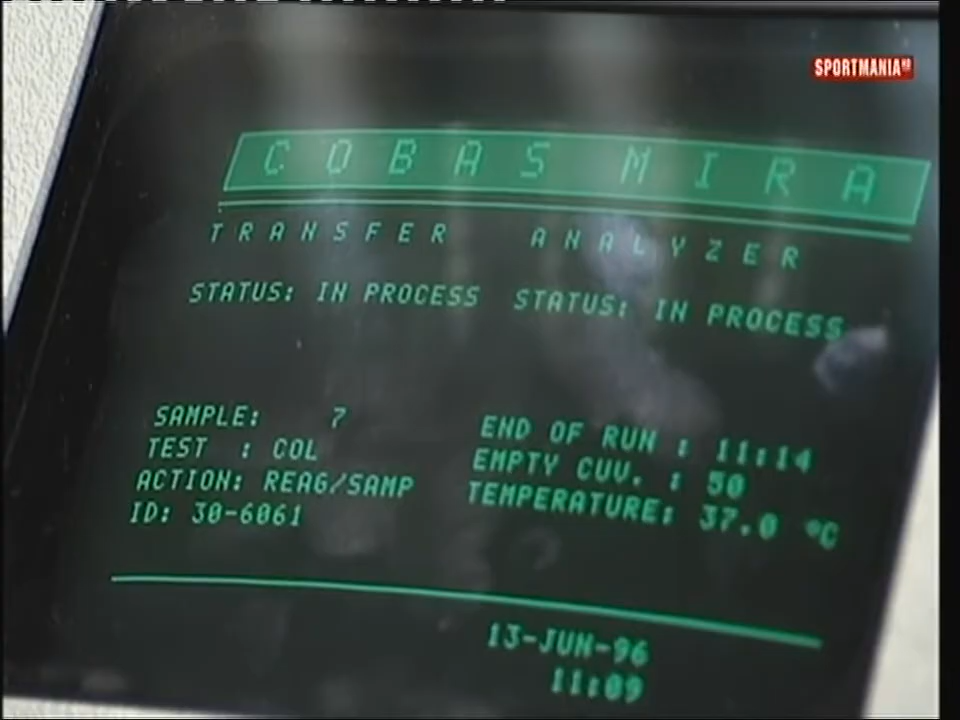 SPORTMANIA HD
COBAS MIRA
TRANSFER ANALYZER
STATUS: IN PROCESS STATUS: IN PROCESS
SAMPLE: 7
TEST : COL
ACTION: REAG/SAMP
ID: 30-6061
END OF RUN : 11:14
EMPTY CUV. : 50
TEMPERATURE: 37.0 °C
13-JUN-96
11:09